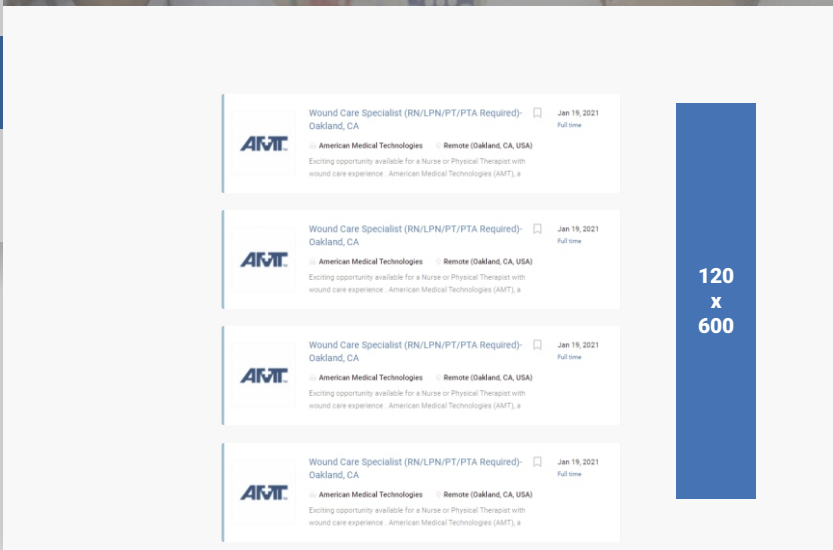 AMT
Wound Care Specialist (RN/LPN/PT/PTA Required)-
Oakland, CA
Jan 19, 2021
Full time
American Medical Technologies Remote (Oakland, CA, USA)
Exciting opportunity available for a Nurse or Physical Therapist with
wound care experience . American Medical Technologies (AMT), a
AMT
Wound Care Specialist (RN/LPN/PT/PTA Required)-
Oakland, CA
Jan 19, 2021
Full time
American Medical Technologies Remote (Oakland, CA, USA)
Exciting opportunity available for a Nurse or Physical Therapist with
wound care experience . American Medical Technologies (AMT), a
AMT
Wound Care Specialist (RN/LPN/PT/PTA Required)-
Oakland, CA
Jan 19, 2021
Full time
American Medical Technologies Remote (Oakland, CA, USA)
Exciting opportunity available for a Nurse or Physical Therapist with
wound care experience . American Medical Technologies (AMT), a
AMT
Wound Care Specialist (RN/LPN/PT/PTA Required)-
Oakland, CA
Jan 19, 2021
Full time
American Medical Technologies Remote (Oakland, CA, USA)
Exciting opportunity available for a Nurse or Physical Therapist with
wound care experience . American Medical Technologies (AMT), a
120
x
600